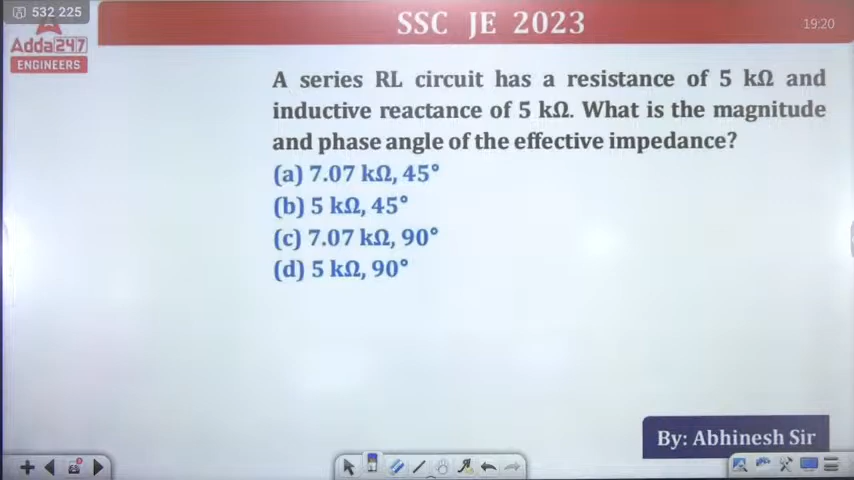 532 225
SSC JE 2023
19:20
Adda247
ENGINEERS
A series RL circuit has a resistance of 5 kΩ and
inductive reactance of 5 kΩ. What is the magnitude
and phase angle of the effective impedance?
(a) 7.07 kΩ, 45°
(b) 5 kΩ, 45°
(c) 7.07 kΩ, 90°
(d) 5 kΩ, 90°
By: Abhinesh Sir